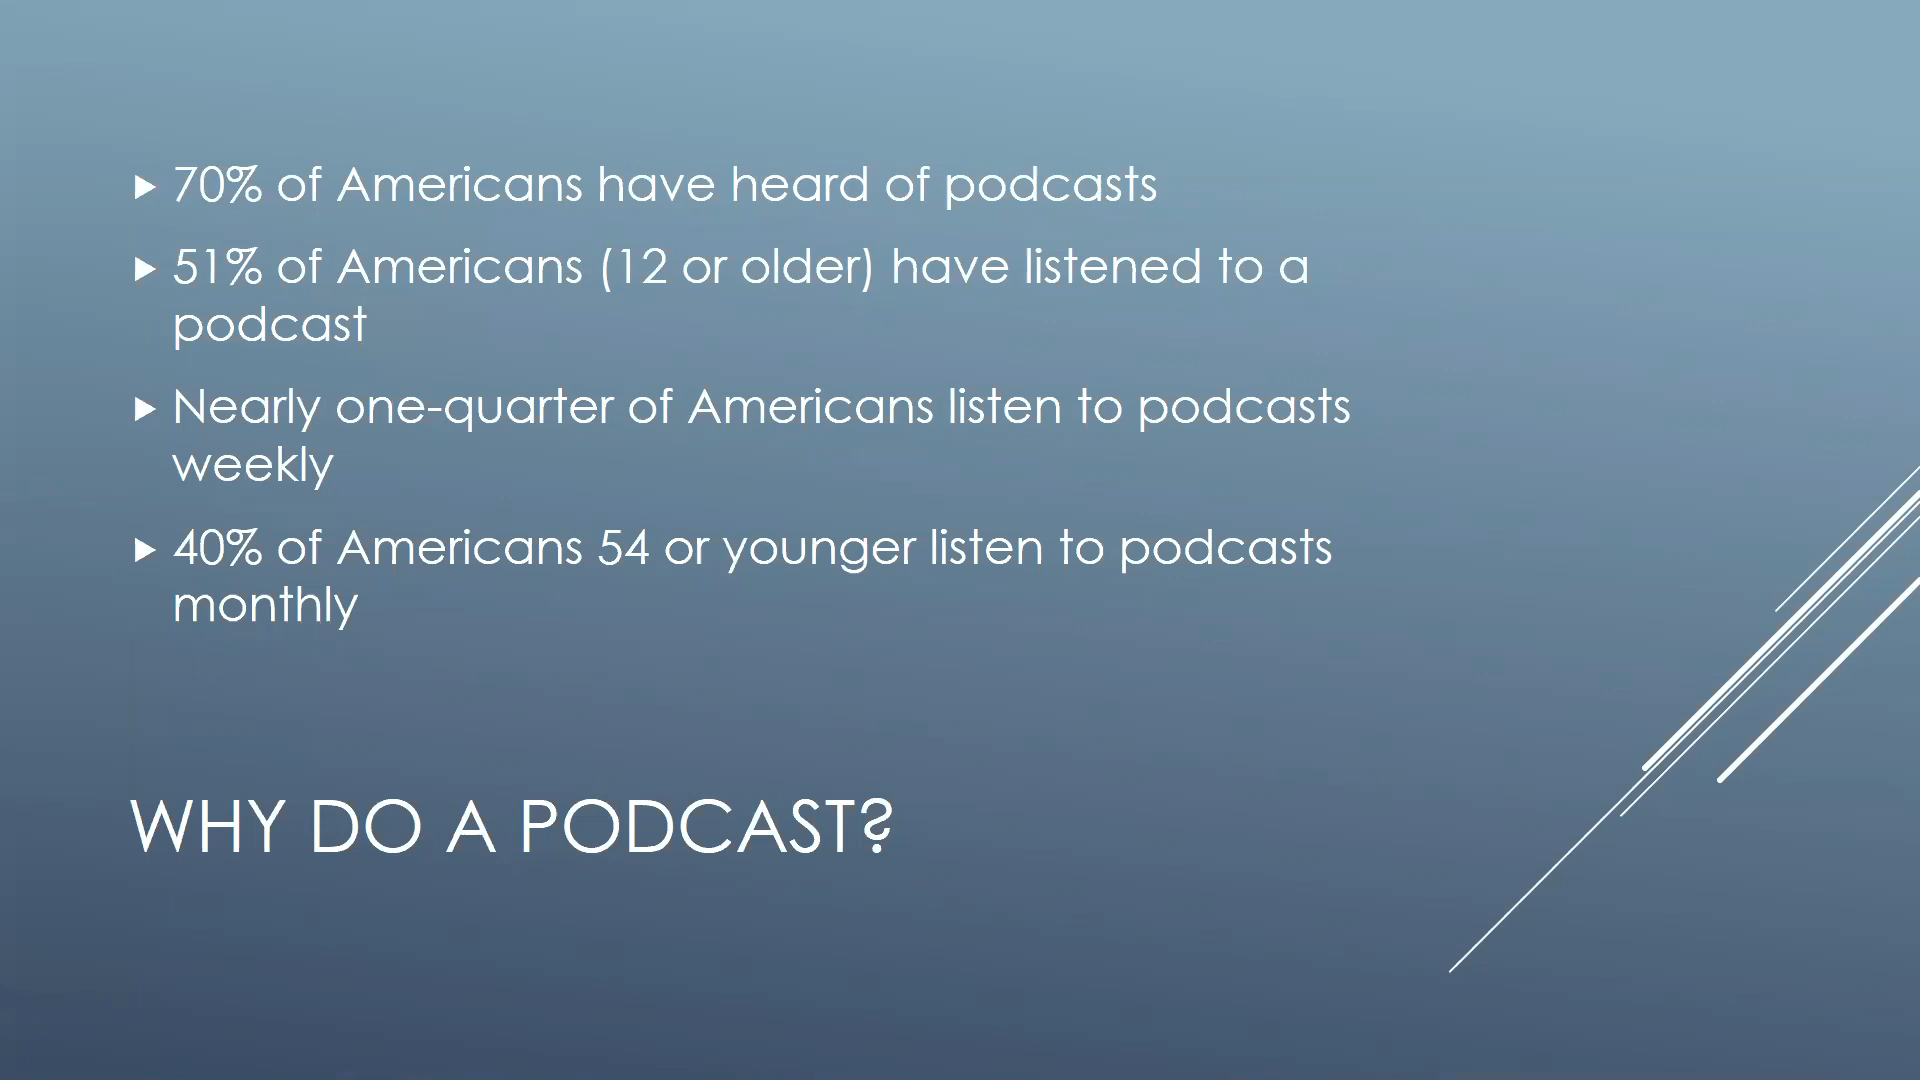 70% of Americans have heard of podcasts
51% of Americans (12 or older) have listened to a
podcast
Nearly one-quarter of Americans listen to podcasts
weekly
40% of Americans 54 or younger listen to podcasts
monthly
WHY DO A PODCAST?